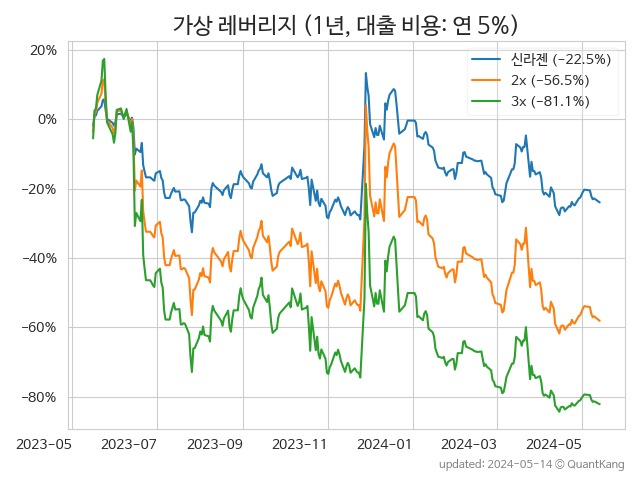 가상 레버리지 (1년, 대출 비용: 연 5%)
신라젠 (−22.5%)
2x (−56.5%)
3x (−81.1%)
20%
0%
−20%
−40%
−60%
−80%
2023-05
2023-07
2023-09
2023-11
2024-01
2024-03
2024-05
updated: 2024-05-14 © QuantKang